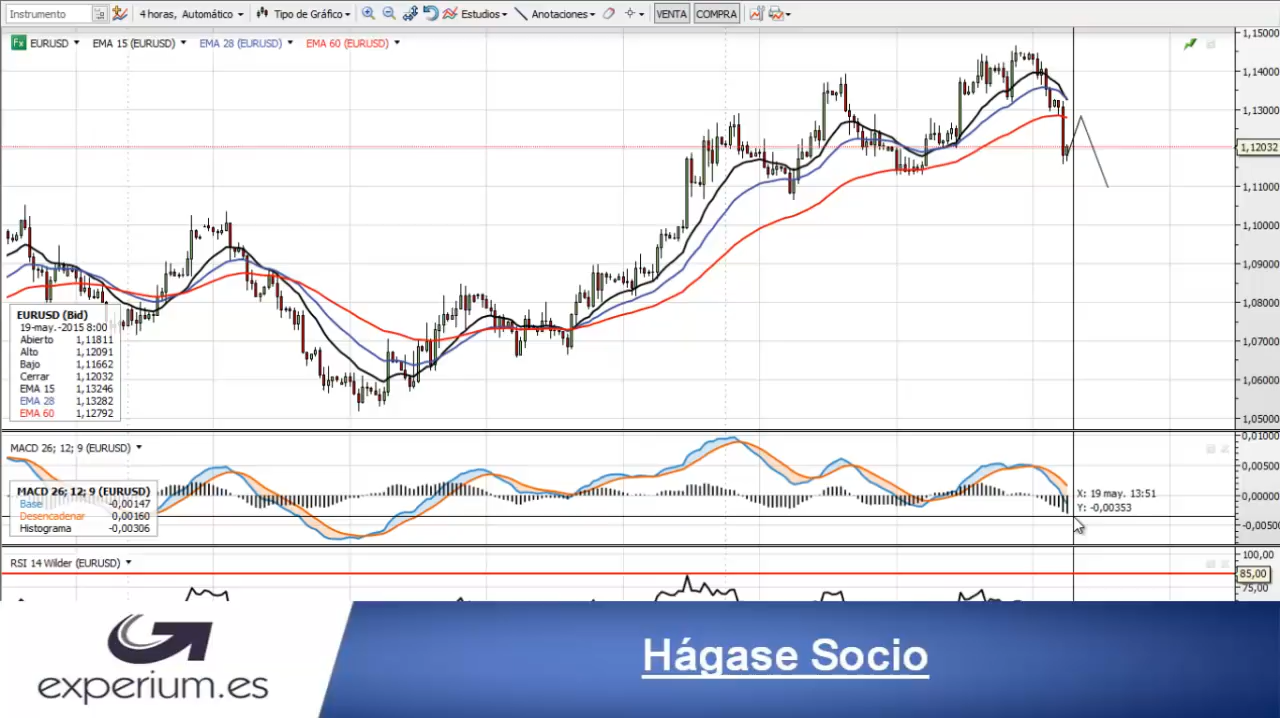 Instrumento 4 horas, Automático Tipo de Gráfico Estudios Anotaciones VENTA COMPRA
Fx EURUSD EMA 15 (EURUSD) EMA 28 (EURUSD) EMA 60 (EURUSD)
1,15000
1,14000
1,13000
1,12032
1,11000
1,10000
1,09000
1,08000
1,07000
1,06000
1,05000
EURUSD (Bid)
19-may.-2015 8:00
Abierto 1,11811
Alto 1,12091
Bajo 1,11662
Cerrar 1,12032
EMA 15 1,13246
EMA 28 1,13282
EMA 60 1,12792
MACD 26; 12; 9 (EURUSD)
0,01000
0,00500
0,00000
-0,00500
MACD 26; 12; 9 (EURUSD)
Base -0,00147
Desencadenar 0,00160
Histograma -0,00306
X: 19 may. 13:51
Y: -0,00353
RSI 14 Wilder (EURUSD)
100,00
85,00
75,00
experium.es
Hágase Socio